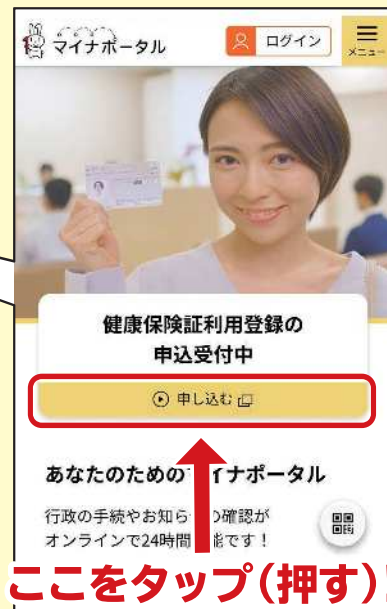 マイナポータル
ログイン
メニュー
健康保険証利用登録の
申込受付中
申し込む
あなたのための イナポータル
行政の手続やお知ら の確認が
オンラインで24時間 能です!
ここをタップ(押す)!